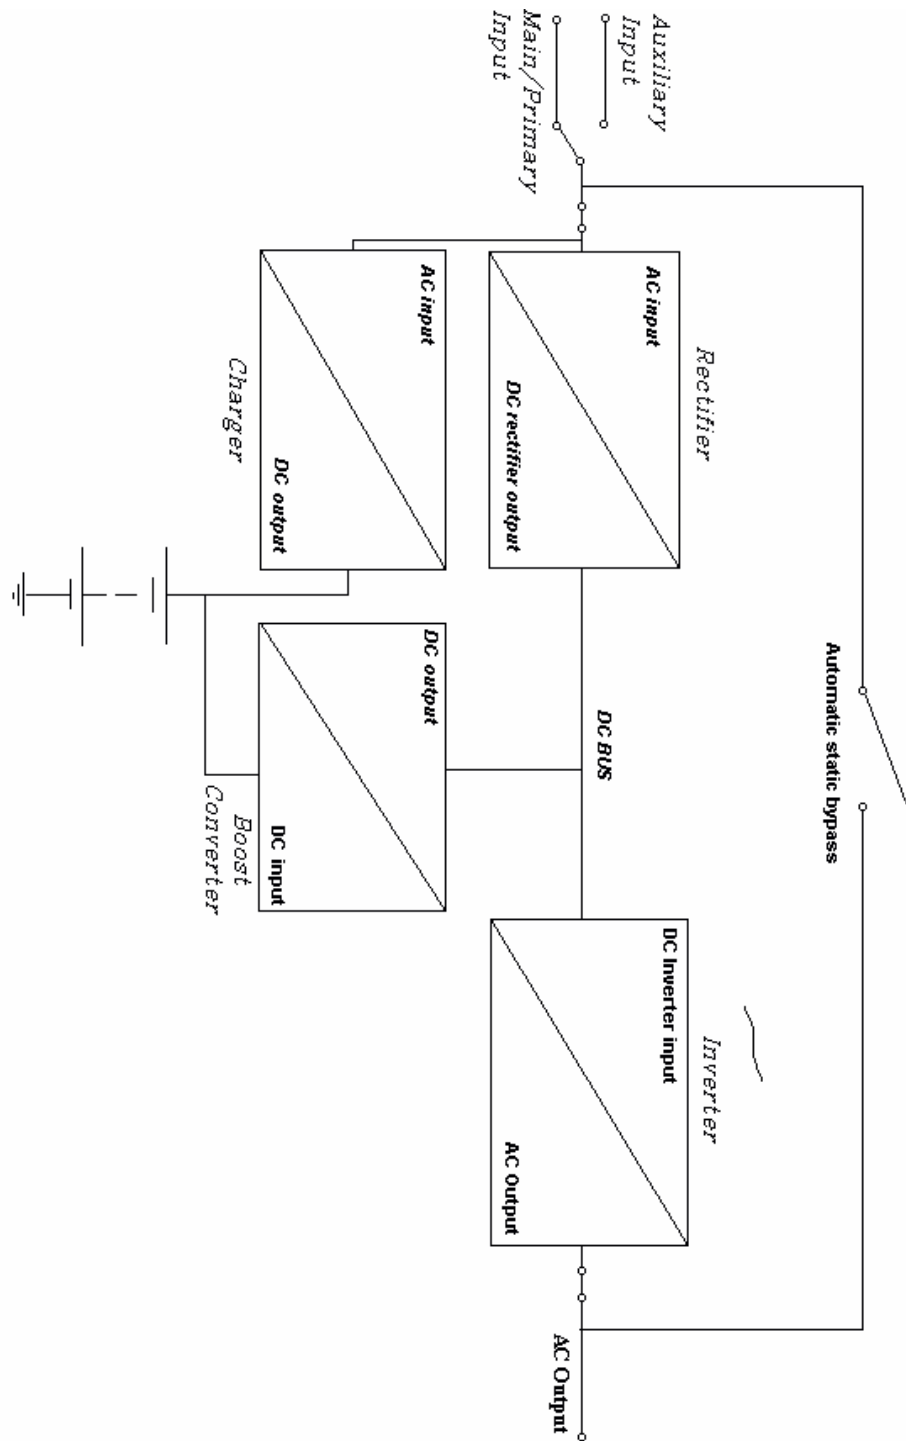 Auxiliary
Input
Main/Primary
Input
Automatic static bypass
Rectifier
AC input
DC rectifier output
DC BUS
Inverter
DC Inverter input
AC Output
AC Output
AC input
DC output
Charger
DC output
DC input
Boost
Converter